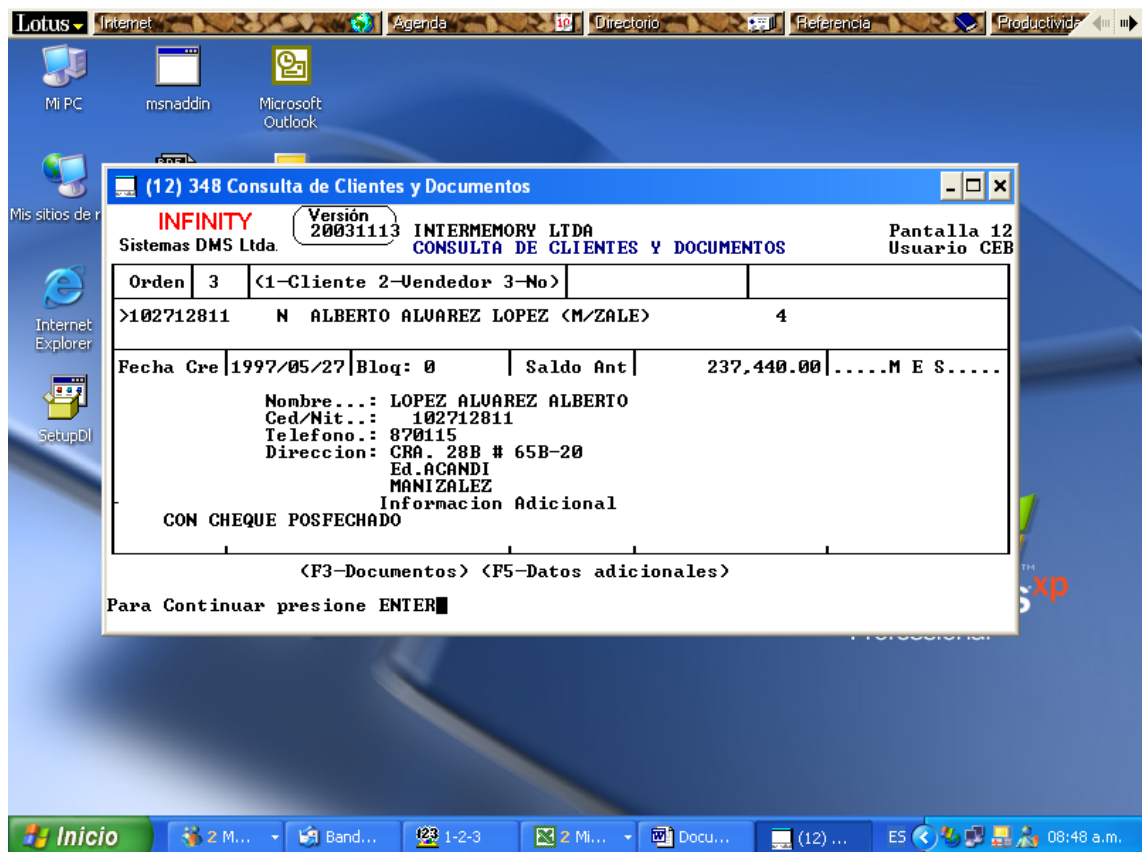 Lotus Internet Agenda 10 Directorio Referencia Productivida
Mi PC
msnaddin
Microsoft
Outlook
Mis sitios de r
Internet
Explorer
SetupDl
(12) 348 Consulta de Clientes y Documentos
INFINITY
Sistemas DMS Ltda.
Versión
20031113
INTERMEMORY LTDA
CONSULTA DE CLIENTES Y DOCUMENTOS
Pantalla 12
Usuario CEB
Orden 3 (1-Cliente 2-Vendedor 3-No)
>102712811 N ALBERTO ALVAREZ LOPEZ (M/ZALE) 4
Fecha Cre 1997/05/27 Bloq: 0 Saldo Ant 237,440.00 .....M E S.....
Nombre...: LOPEZ ALVAREZ ALBERTO
Ced/Nit..: 102712811
Telefono.: 870115
Direccion: CRA. 28B # 65B-20
Ed.ACANDI
MANIZALEZ
Informacion Adicional
CON CHEQUE POSFECHADO
(F3-Documentos) (F5-Datos adicionales)
Para Continuar presione ENTER
xp
Inicio 2 M... Band... 123 1-2-3 2 Mi... Docu... (12) ... ES 08:48 a.m.